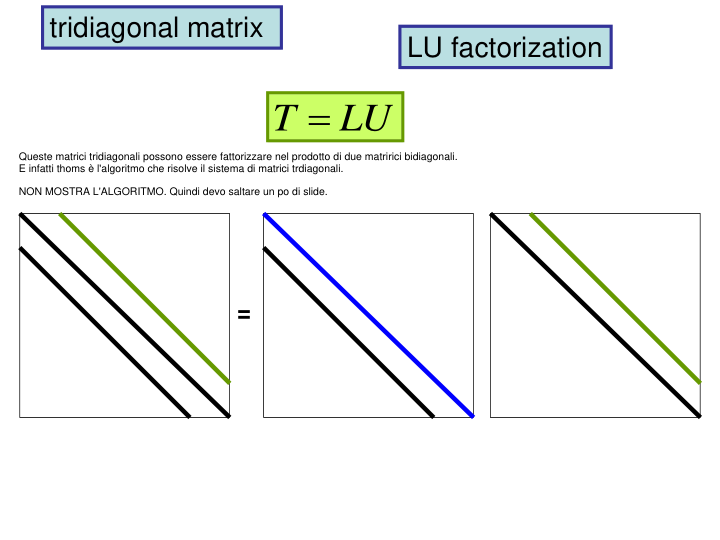 tridiagonal matrix
LU factorization
T = LU
Queste matrici tridiagonali possono essere fattorizzare nel prodotto di due matririci bidiagonali.
E infatti thoms è l'algoritmo che risolve il sistema di matrici trdiagonali.
NON MOSTRA L'ALGORITMO. Quindi devo saltare un po di slide.
=